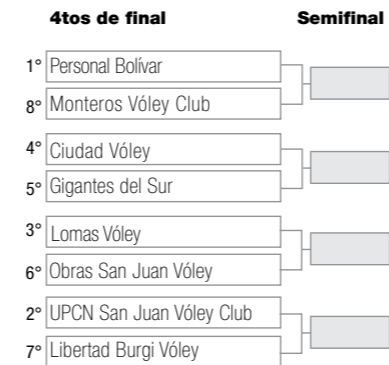 4tos de final Semifinal
1° Personal Bolívar
8° Monteros Vóley Club
4° Ciudad Vóley
5° Gigantes del Sur
3° Lomas Vóley
6° Obras San Juan Vóley
2° UPCN San Juan Vóley Club
7° Libertad Burgi Vóley